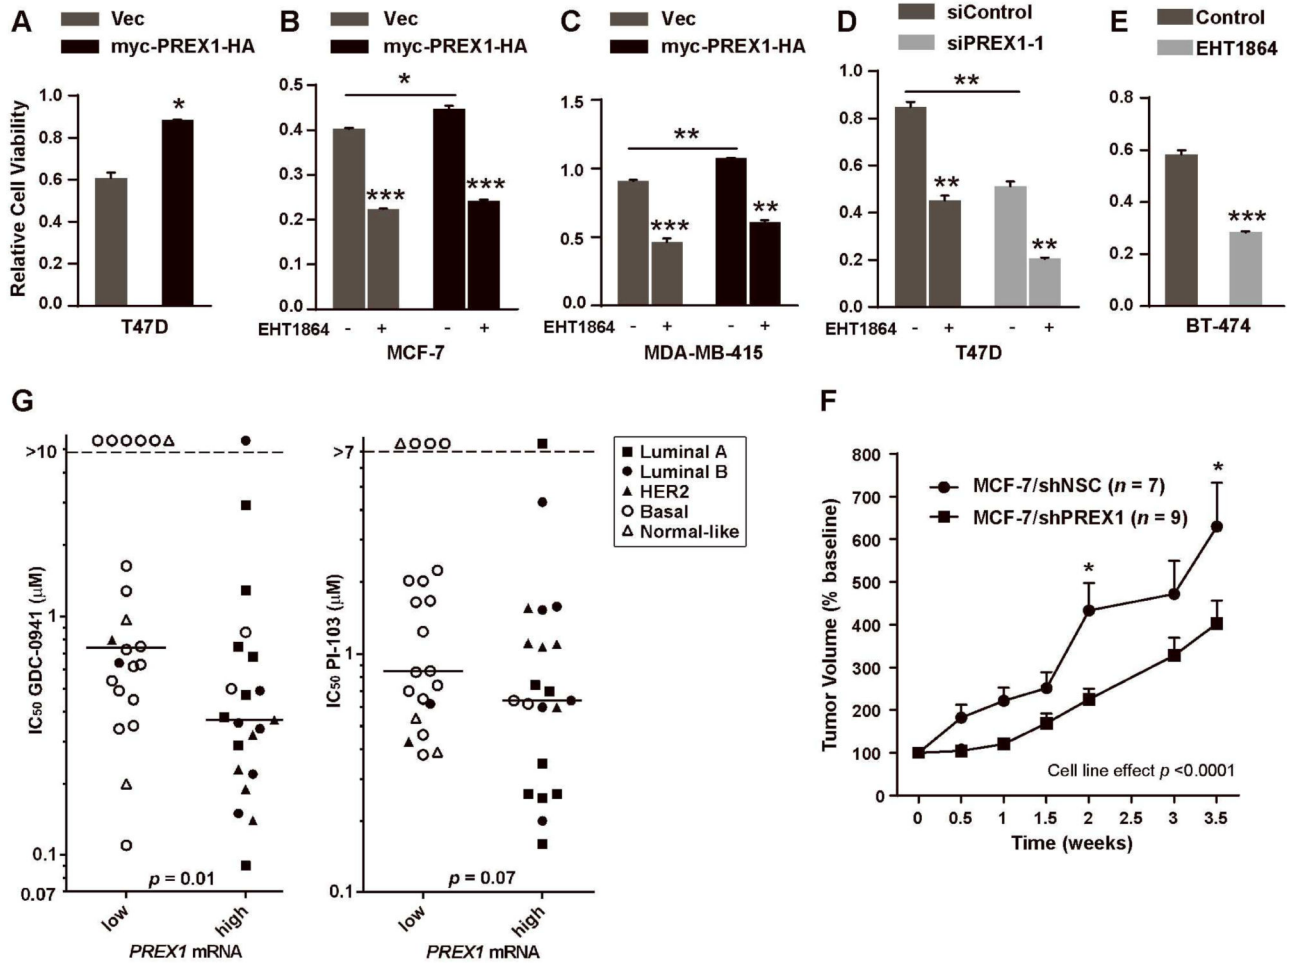 A
Vec
myc-PREX1-HA
Relative Cell Viability
1.0
0.8
0.6
0.4
0.2
0.0
*
T47D
B
Vec
myc-PREX1-HA
0.5
0.4
0.3
0.2
0.1
0.0
*
***
***
EHT1864 - + - +
MCF-7
C
Vec
myc-PREX1-HA
1.5
1.0
0.5
0.0
**
***
**
EHT1864 - + - +
MDA-MB-415
D
siControl
siPREX1-1
1.0
0.8
0.6
0.4
0.2
0.0
**
**
**
EHT1864 - + - +
T47D
E
Control
EHT1864
0.8
0.6
0.4
0.2
0.0
***
BT-474
G
IC50 GDC-0941 (μM)
>10
1
0.1
0.07
p = 0.01
low
high
PREX1 mRNA
IC50 PI-103 (μM)
>7
1
0.1
p = 0.07
low
high
PREX1 mRNA
Luminal A
Luminal B
HER2
Basal
Normal-like
F
Tumor Volume (% baseline)
800
700
600
500
400
300
200
100
0
MCF-7/shNSC (n = 7)
MCF-7/shPREX1 (n = 9)
*
*
Cell line effect p <0.0001
0 0.5 1 1.5 2 2.5 3 3.5
Time (weeks)